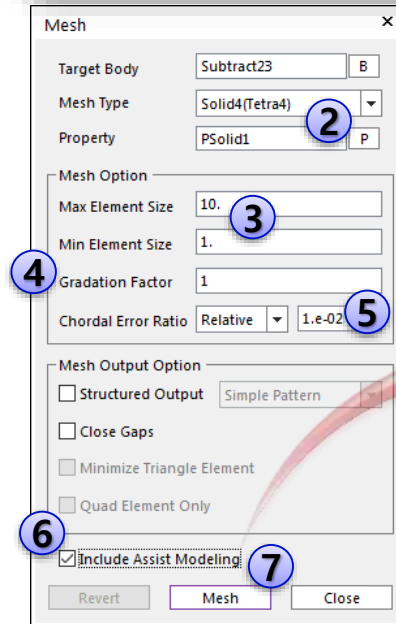 Mesh ×
Target Body Subtract23 B
Mesh Type Solid4(Tetra4)
2
Property PSolid1 P
Mesh Option
Max Element Size 10.
3
Min Element Size 1.
4
Gradation Factor 1
5
Chordal Error Ratio Relative 1.e-02
Mesh Output Option
Structured Output Simple Pattern
Close Gaps
Minimize Triangle Element
Quad Element Only
6
Include Assist Modeling
7
Revert Mesh Close